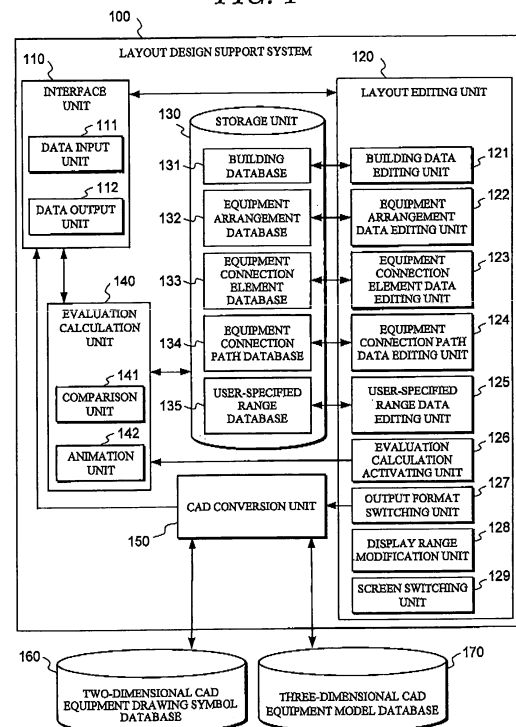 FIG. 1
100
LAYOUT DESIGN SUPPORT SYSTEM
110
INTERFACE
UNIT
111
DATA INPUT
UNIT
112
DATA OUTPUT
UNIT
120
LAYOUT EDITING UNIT
130
STORAGE UNIT
131
BUILDING
DATABASE
132
EQUIPMENT
ARRANGEMENT
DATABASE
133
EQUIPMENT
CONNECTION
ELEMENT
DATABASE
134
EQUIPMENT
CONNECTION
PATH DATABASE
135
USER-SPECIFIED
RANGE
DATABASE
BUILDING DATA
EDITING UNIT
121
EQUIPMENT
ARRANGEMENT
DATA EDITING UNIT
122
EQUIPMENT
CONNECTION
ELEMENT DATA
EDITING UNIT
123
EQUIPMENT
CONNECTION PATH
DATA EDITING UNIT
124
USER-SPECIFIED
RANGE DATA
EDITING UNIT
125
EVALUATION
CALCULATION
ACTIVATING UNIT
126
OUTPUT FORMAT
SWITCHING UNIT
127
DISPLAY RANGE
MODIFICATION UNIT
128
SCREEN SWITCHING
UNIT
129
140
EVALUATION
CALCULATION
UNIT
141
COMPARISON
UNIT
142
ANIMATION
UNIT
CAD CONVERSION UNIT
150
160
TWO-DIMENSIONAL CAD
EQUIPMENT DRAWING SYMBOL
DATABASE
170
THREE-DIMENSIONAL CAD
EQUIPMENT MODEL DATABASE